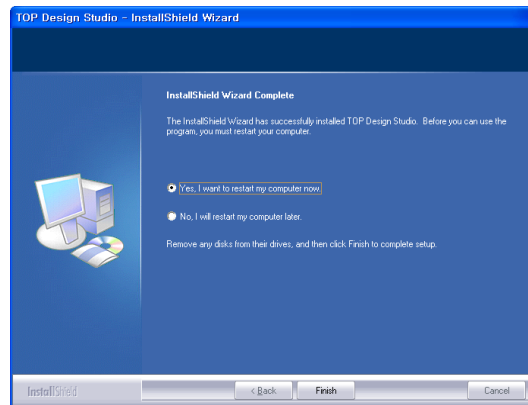 TOP Design Studio - InstallShield Wizard
InstallShield Wizard Complete
The InstallShield Wizard has successfully installed TOP Design Studio. Before you can use the
program, you must restart your computer.
Yes, I want to restart my computer now.
No, I will restart my computer later.
Remove any disks from their drives, and then click Finish to complete setup.
InstallShield
< Back
Finish
Cancel